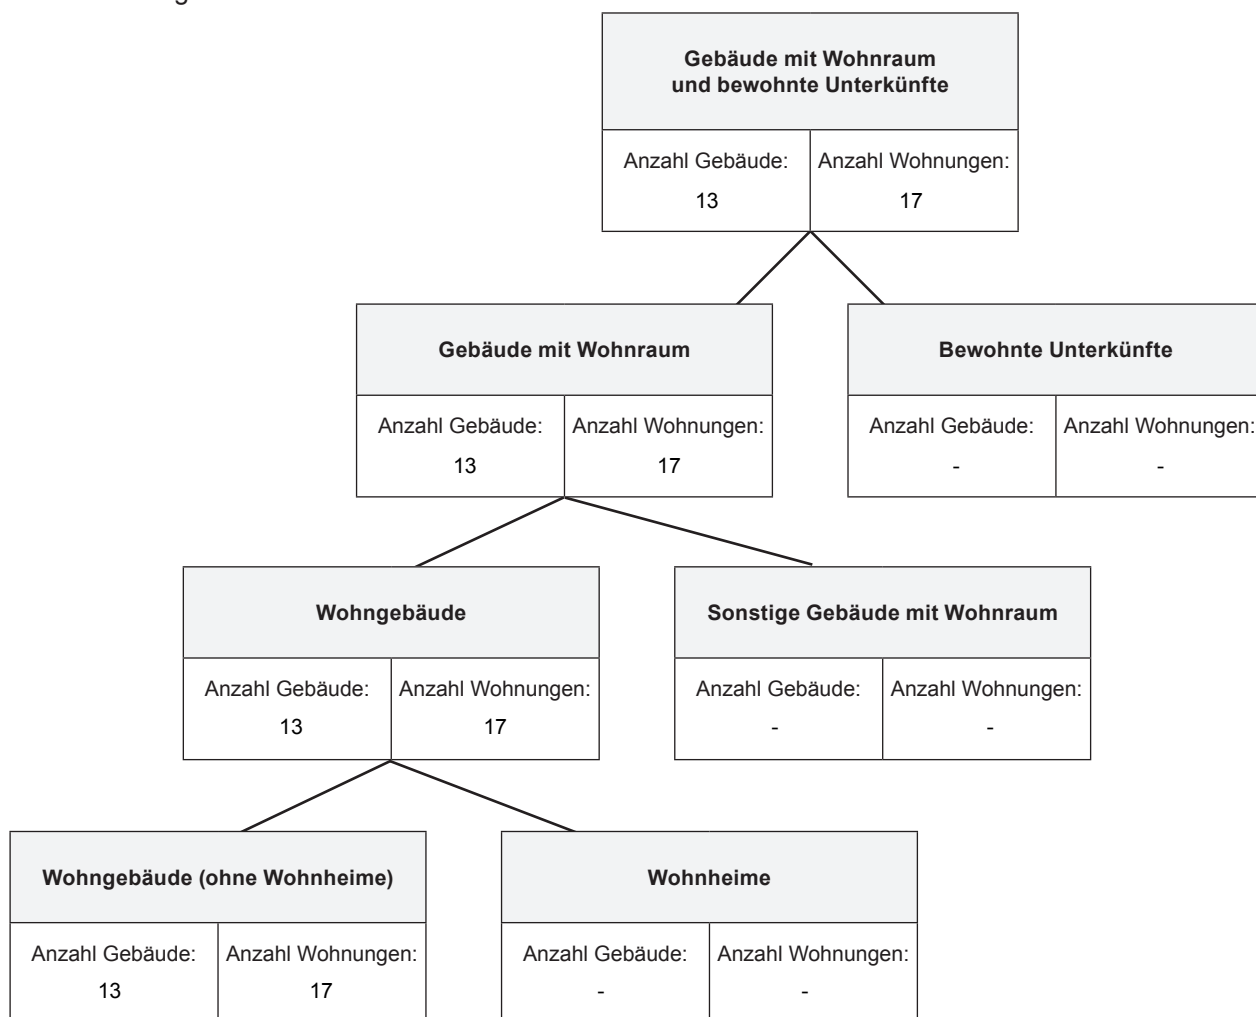 Gebäude mit Wohnraum
und bewohnte Unterkünfte
Anzahl Gebäude: Anzahl Wohnungen:
13 17
Gebäude mit Wohnraum
Bewohnte Unterkünfte
Anzahl Gebäude: Anzahl Wohnungen:
13 17
Anzahl Gebäude: Anzahl Wohnungen:
- -
Wohngebäude
Sonstige Gebäude mit Wohnraum
Anzahl Gebäude: Anzahl Wohnungen:
13 17
Anzahl Gebäude: Anzahl Wohnungen:
- -
Wohngebäude (ohne Wohnheime)
Wohnheime
Anzahl Gebäude: Anzahl Wohnungen:
13 17
Anzahl Gebäude: Anzahl Wohnungen:
- -